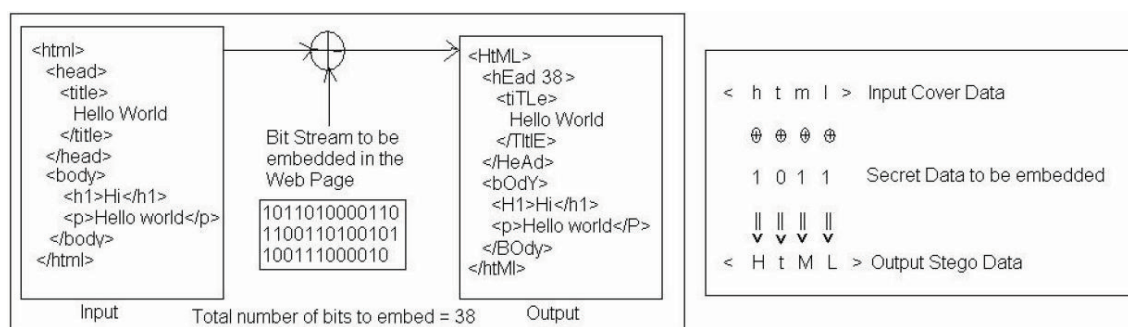 <html>
<head>
<title>
Hello World
</title>
</head>
<body>
<h1>Hi</h1>
<p>Hello world</p>
</body>
</html>
Input
Bit Stream to be
embedded in the
Web Page
1011010000110
1100110100101
100111000010
Total number of bits to embed = 38
<HtML>
<hEad 38>
<tiTLe>
Hello World
</TItlE>
</HeAd>
<bOdY>
<H1>Hi</h1>
<p>Hello world</P>
</BOdy>
</htMl>
Output
< h t m l > Input Cover Data
⊕ ⊕ ⊕ ⊕
1 0 1 1 Secret Data to be embedded
< H t M L > Output Stego Data